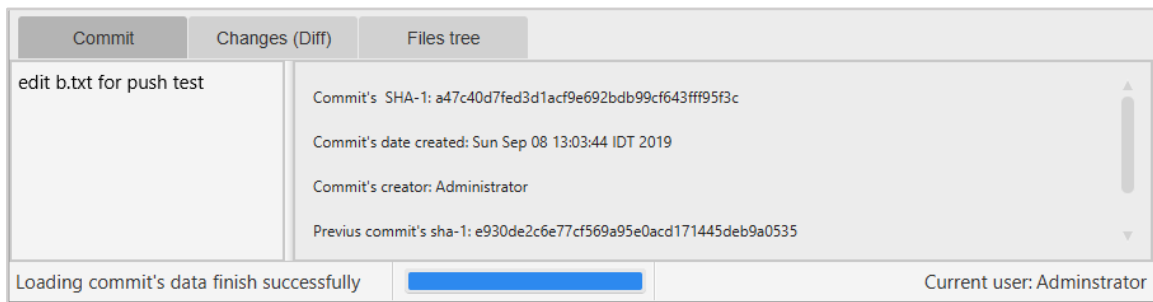 Commit
Changes (Diff)
Files tree
edit b.txt for push test
Commit's SHA-1: a47c40d7fed3d1acf9e692bdb99cf643fff95f3c
Commit's date created: Sun Sep 08 13:03:44 IDT 2019
Commit's creator: Administrator
Previus commit's sha-1: e930de2c6e77cf569a95e0acd171445deb9a0535
Loading commit's data finish successfully
Current user: Adminstrator